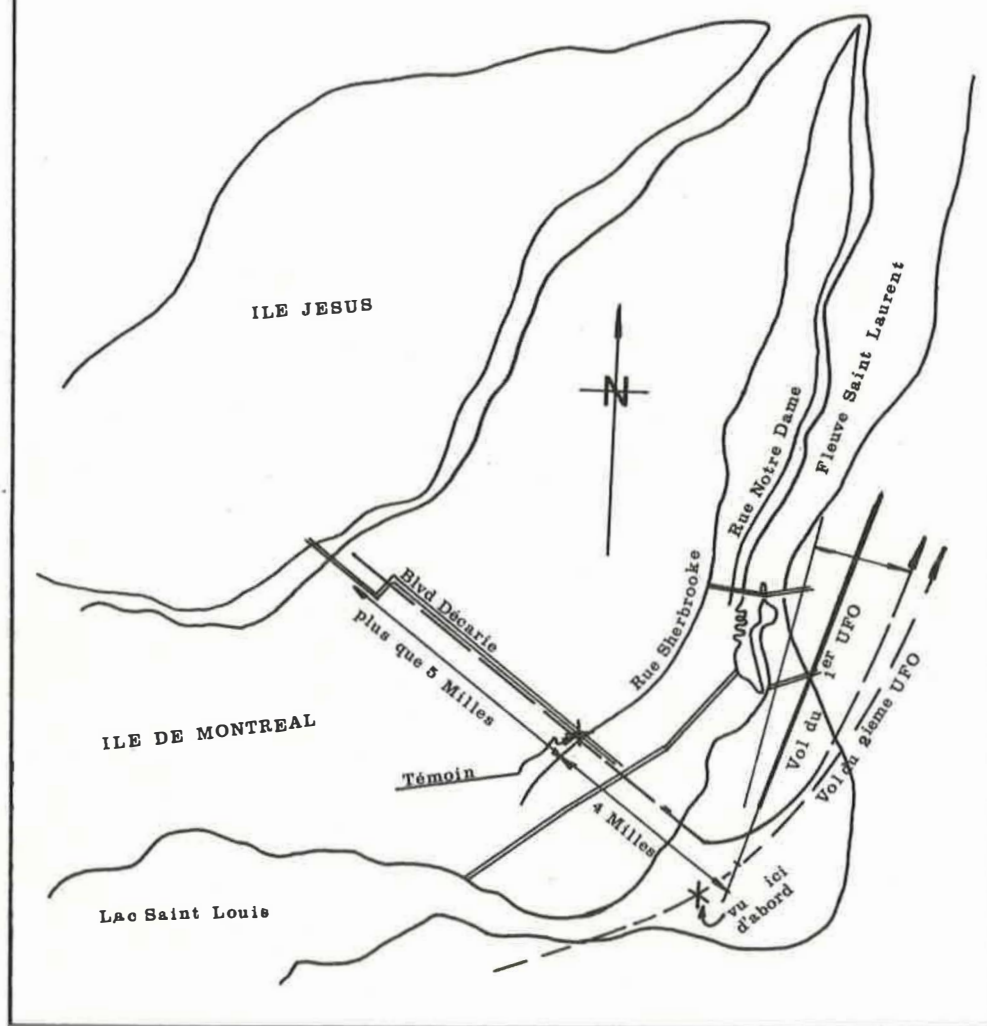 ILE JESUS
N
Rue Notre Dame
Fleuve Saint Laurent
Blvd Décarie
plus que 5 Milles
Rue Sherbrooke
ILE DE MONTREAL
Témoin
4 Milles
Vol du 1er UFO
Vol du 2ieme UFO
vu ici
d'abord
Lac Saint Louis